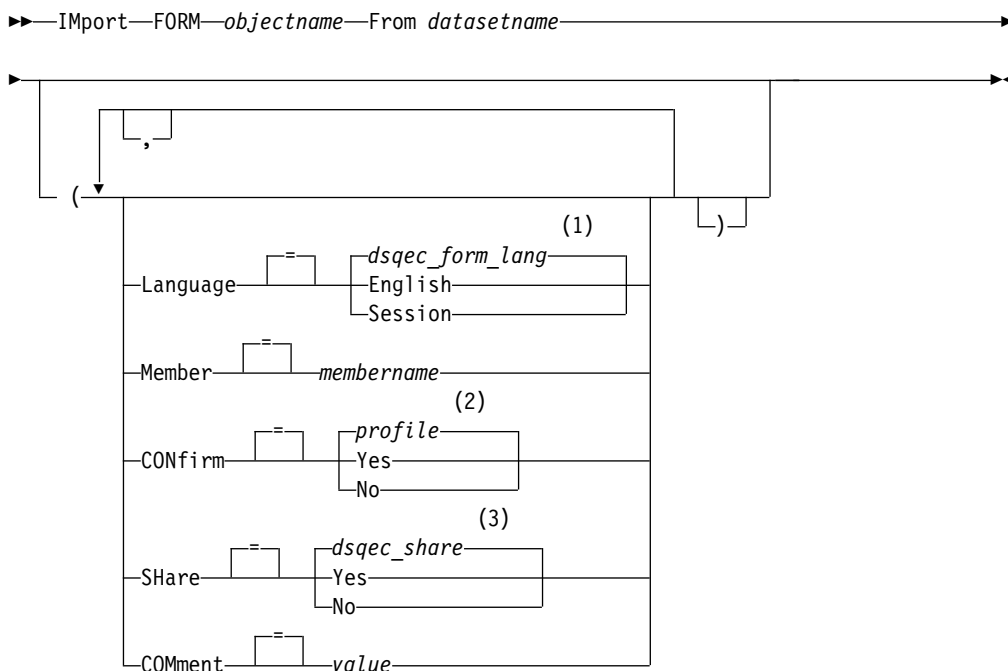 IMport FORM objectname From datasetname
,
(
)
(1)
=
dsqec_form_lang
Language
English
Session
=
Member membername
(2)
=
profile
CONfirm
Yes
No
(3)
=
dsqec_share
SHare
Yes
No
=
COMment value